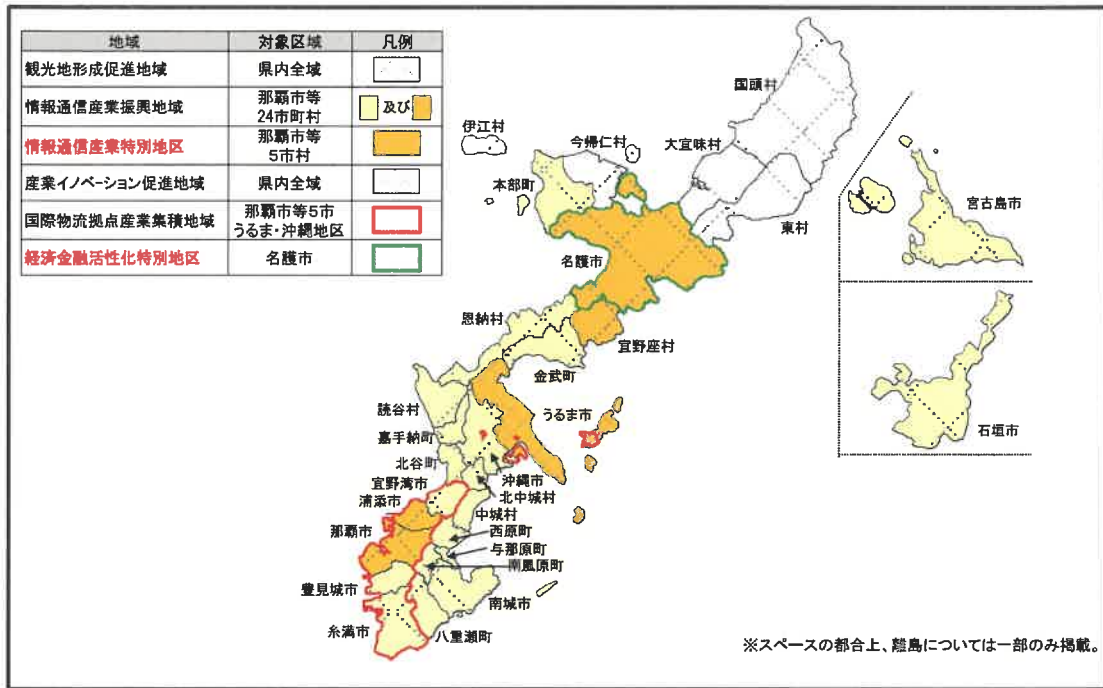 地域 対象区域 凡例
観光地形成促進地域 県内全域
情報通信産業振興地域 那覇市等
24市町村 及び
情報通信産業特別地区 那覇市等
5市村
産業イノベーション促進地域 県内全域
国際物流拠点産業集積地域 那覇市等5市
うるま・沖縄地区
経済金融活性化特別地区 名護市
国頭村
伊江村
今帰仁村
大宜味村
本部町
東村
名護市
宮古島市
恩納村
宜野座村
金武町
読谷村
うるま市
嘉手納町
石垣市
北谷町
沖縄市
宜野湾市
北中城村
浦添市
中城村
那覇市
西原町
与那原町
南風原町
豊見城市
南城市
糸満市
八重瀬町
※スペースの都合上、離島については一部のみ掲載。